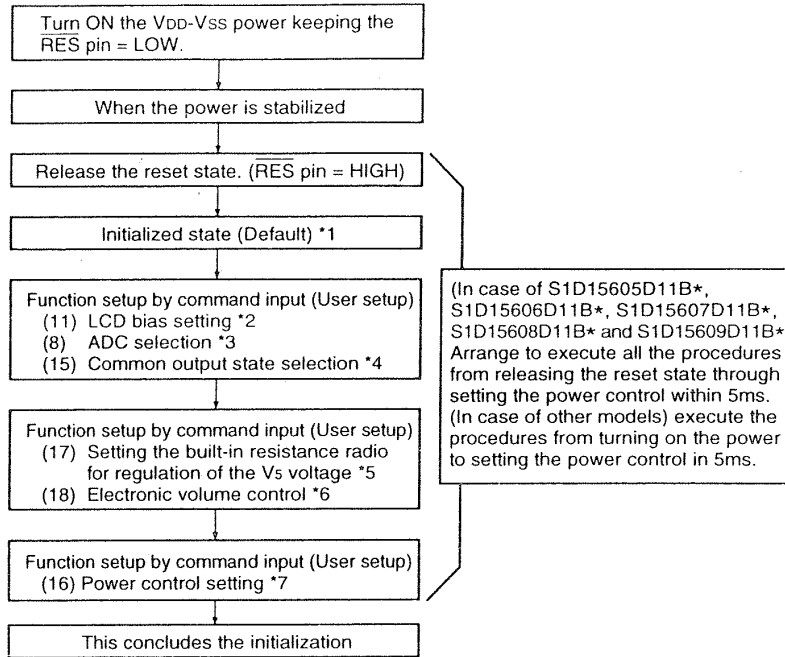 Turn ON the VDD-VSS power keeping the
RES pin = LOW.
When the power is stabilized
Release the reset state. (RES pin = HIGH)
Initialized state (Default) *1
Function setup by command input (User setup)
(11) LCD bias setting *2
(8) ADC selection *3
(15) Common output state selection *4
Function setup by command input (User setup)
(17) Setting the built-in resistance radio
for regulation of the V5 voltage *5
(18) Electronic volume control *6
Function setup by command input (User setup)
(16) Power control setting *7
This concludes the initialization
(In case of S1D15605D11B*,
S1D15606D11B*, S1D15607D11B*,
S1D15608D11B* and S1D15609D11B*
Arrange to execute all the procedures
from releasing the reset state through
setting the power control within 5ms.
(In case of other models) execute the
procedures from turning on the power
to setting the power control in 5ms.